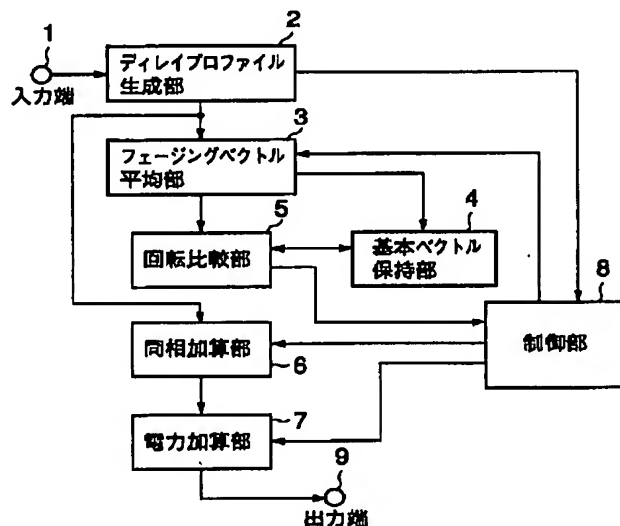 1
入力端
2
ディレイプロファイル
生成部
3
フェージングベクトル
平均部
4
基本ベクトル
保持部
5
回転比較部
8
制御部
同相加算部
6
7
電力加算部
9
出力端